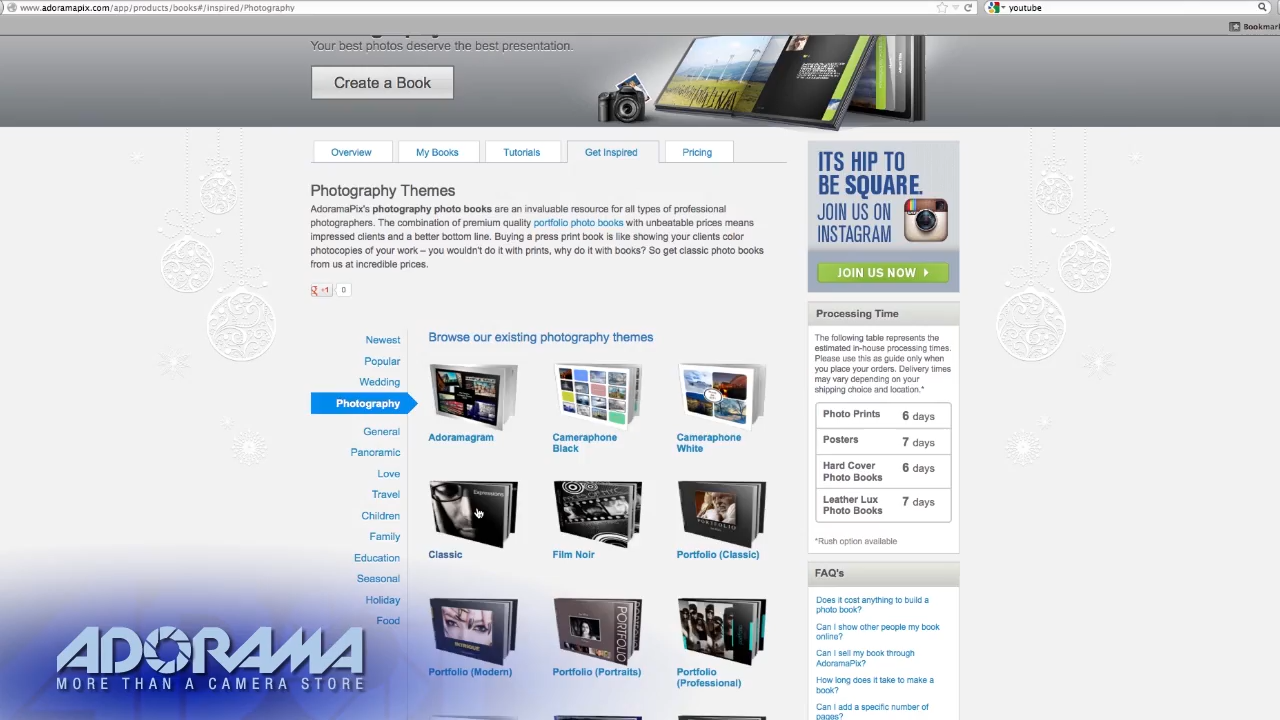 www.adoramapix.com/app/products/books#/Inspired/Photography
youtube
Bookmar
Your best photos deserve the best presentation.
Create a Book
Overview
My Books
Tutorials
Get Inspired
Pricing
Photography Themes
AdoramaPix's photography photo books are an invaluable resource for all types of professional
photographers. The combination of premium quality portfolio photo books with unbeatable prices means
impressed clients and a better bottom line. Buying a press print book is like showing your clients color
photocopies of your work – you wouldn't do it with prints, why do it with books? So get classic photo books
from us at incredible prices.
+1
0
Newest
Popular
Wedding
Photography
General
Panoramic
Love
Travel
Children
Family
Education
Seasonal
Holiday
Food
Browse our existing photography themes
Adoramagram
Cameraphone
Black
Cameraphone
White
Expressions
Classic
Film Noir
PORTFOLIO
Portfolio (Classic)
INTRIGUE
Portfolio (Modern)
PORTFOLIO
Portfolio (Portraits)
Portfolio
(Professional)
ITS HIP TO
BE SQUARE.
JOIN US ON
INSTAGRAM
JOIN US NOW
Processing Time
The following table represents the
estimated in-house processing times.
Please use this as guide only when
you place your orders. Delivery times
may vary depending on your
shipping choice and location.*
Photo Prints 6 days
Posters 7 days
Hard Cover
Photo Books 6 days
Leather Lux
Photo Books 7 days
*Rush option available
FAQ's
Does it cost anything to build a
photo book?
Can I show other people my book
online?
Can I sell my book through
AdoramaPix?
How long does it take to make a
book?
Can I add a specific number of
pages?
ADORAMA
MORE THAN A CAMERA STORE